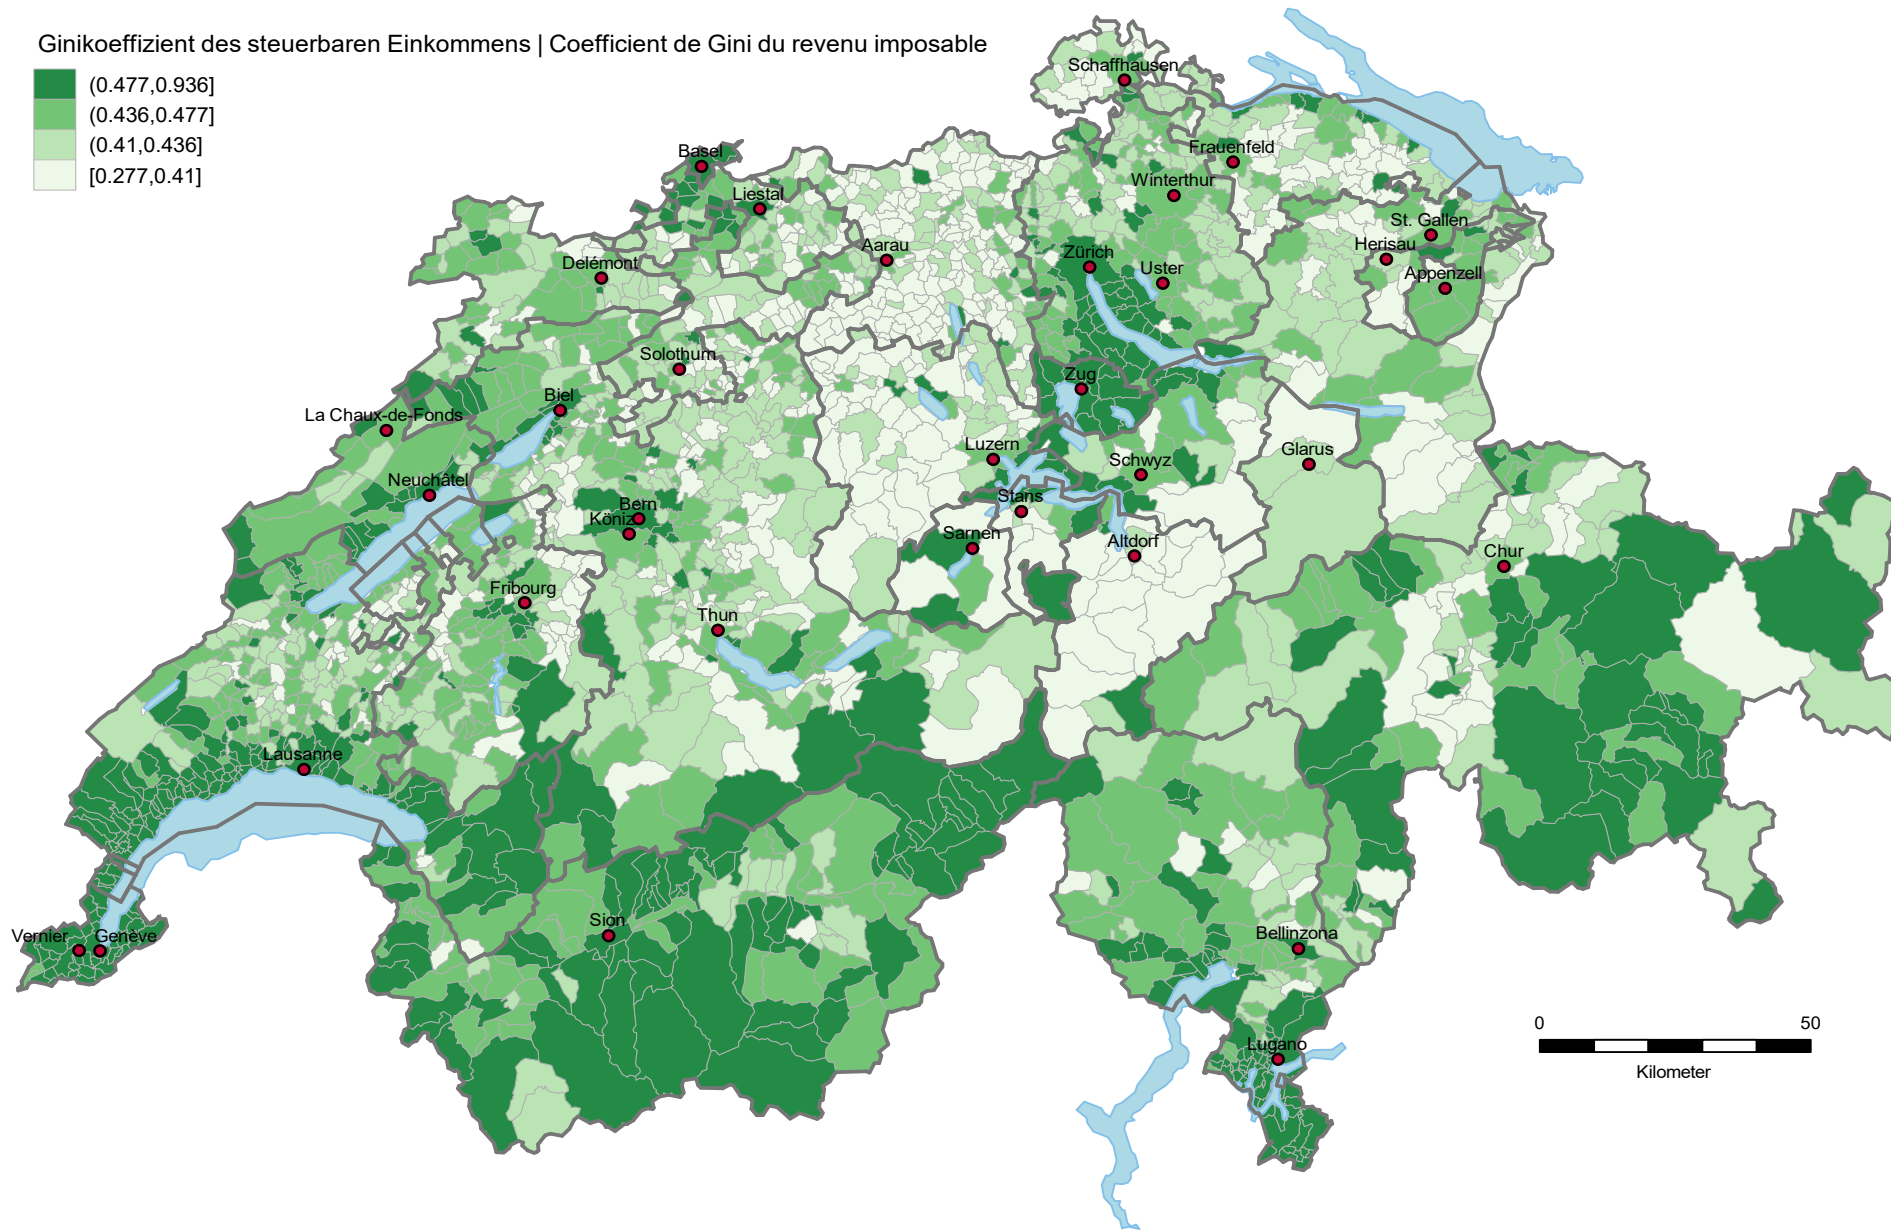 Ginikoeffizient des steuerbaren Einkommens | Coefficient de Gini du revenu imposable
(0.477,0.936]
(0.436,0.477]
(0.41,0.436]
[0.277,0.41]
Schaffhausen
Basel
Frauenfeld
Winterthur
Liestal
St. Gallen
Herisau
Aarau
Zürich
Delémont
Uster
Appenzell
Solothurn
Zug
Biel
La Chaux-de-Fonds
Luzern
Glarus
Schwyz
Neuchâtel
Stans
Bern
Köniz
Sarnen
Altdorf
Chur
Fribourg
Thun
Lausanne
Sion
Bellinzona
Vernier
Genève
Lugano
0 50
Kilometer